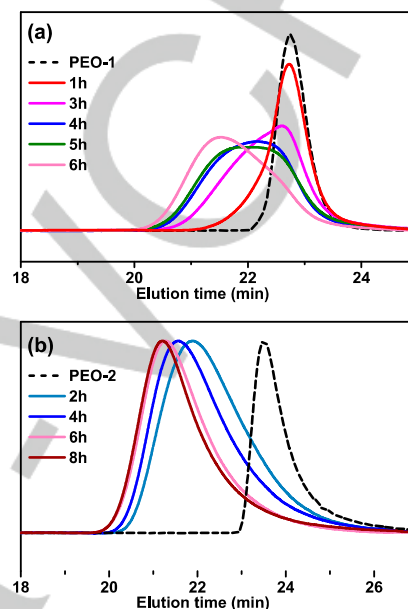 (a)
PEO-1
1h
3h
4h
5h
6h
18 20 22 24
Elution time (min)
(b)
PEO-2
2h
4h
6h
8h
18 20 22 24 26
Elution time (min)